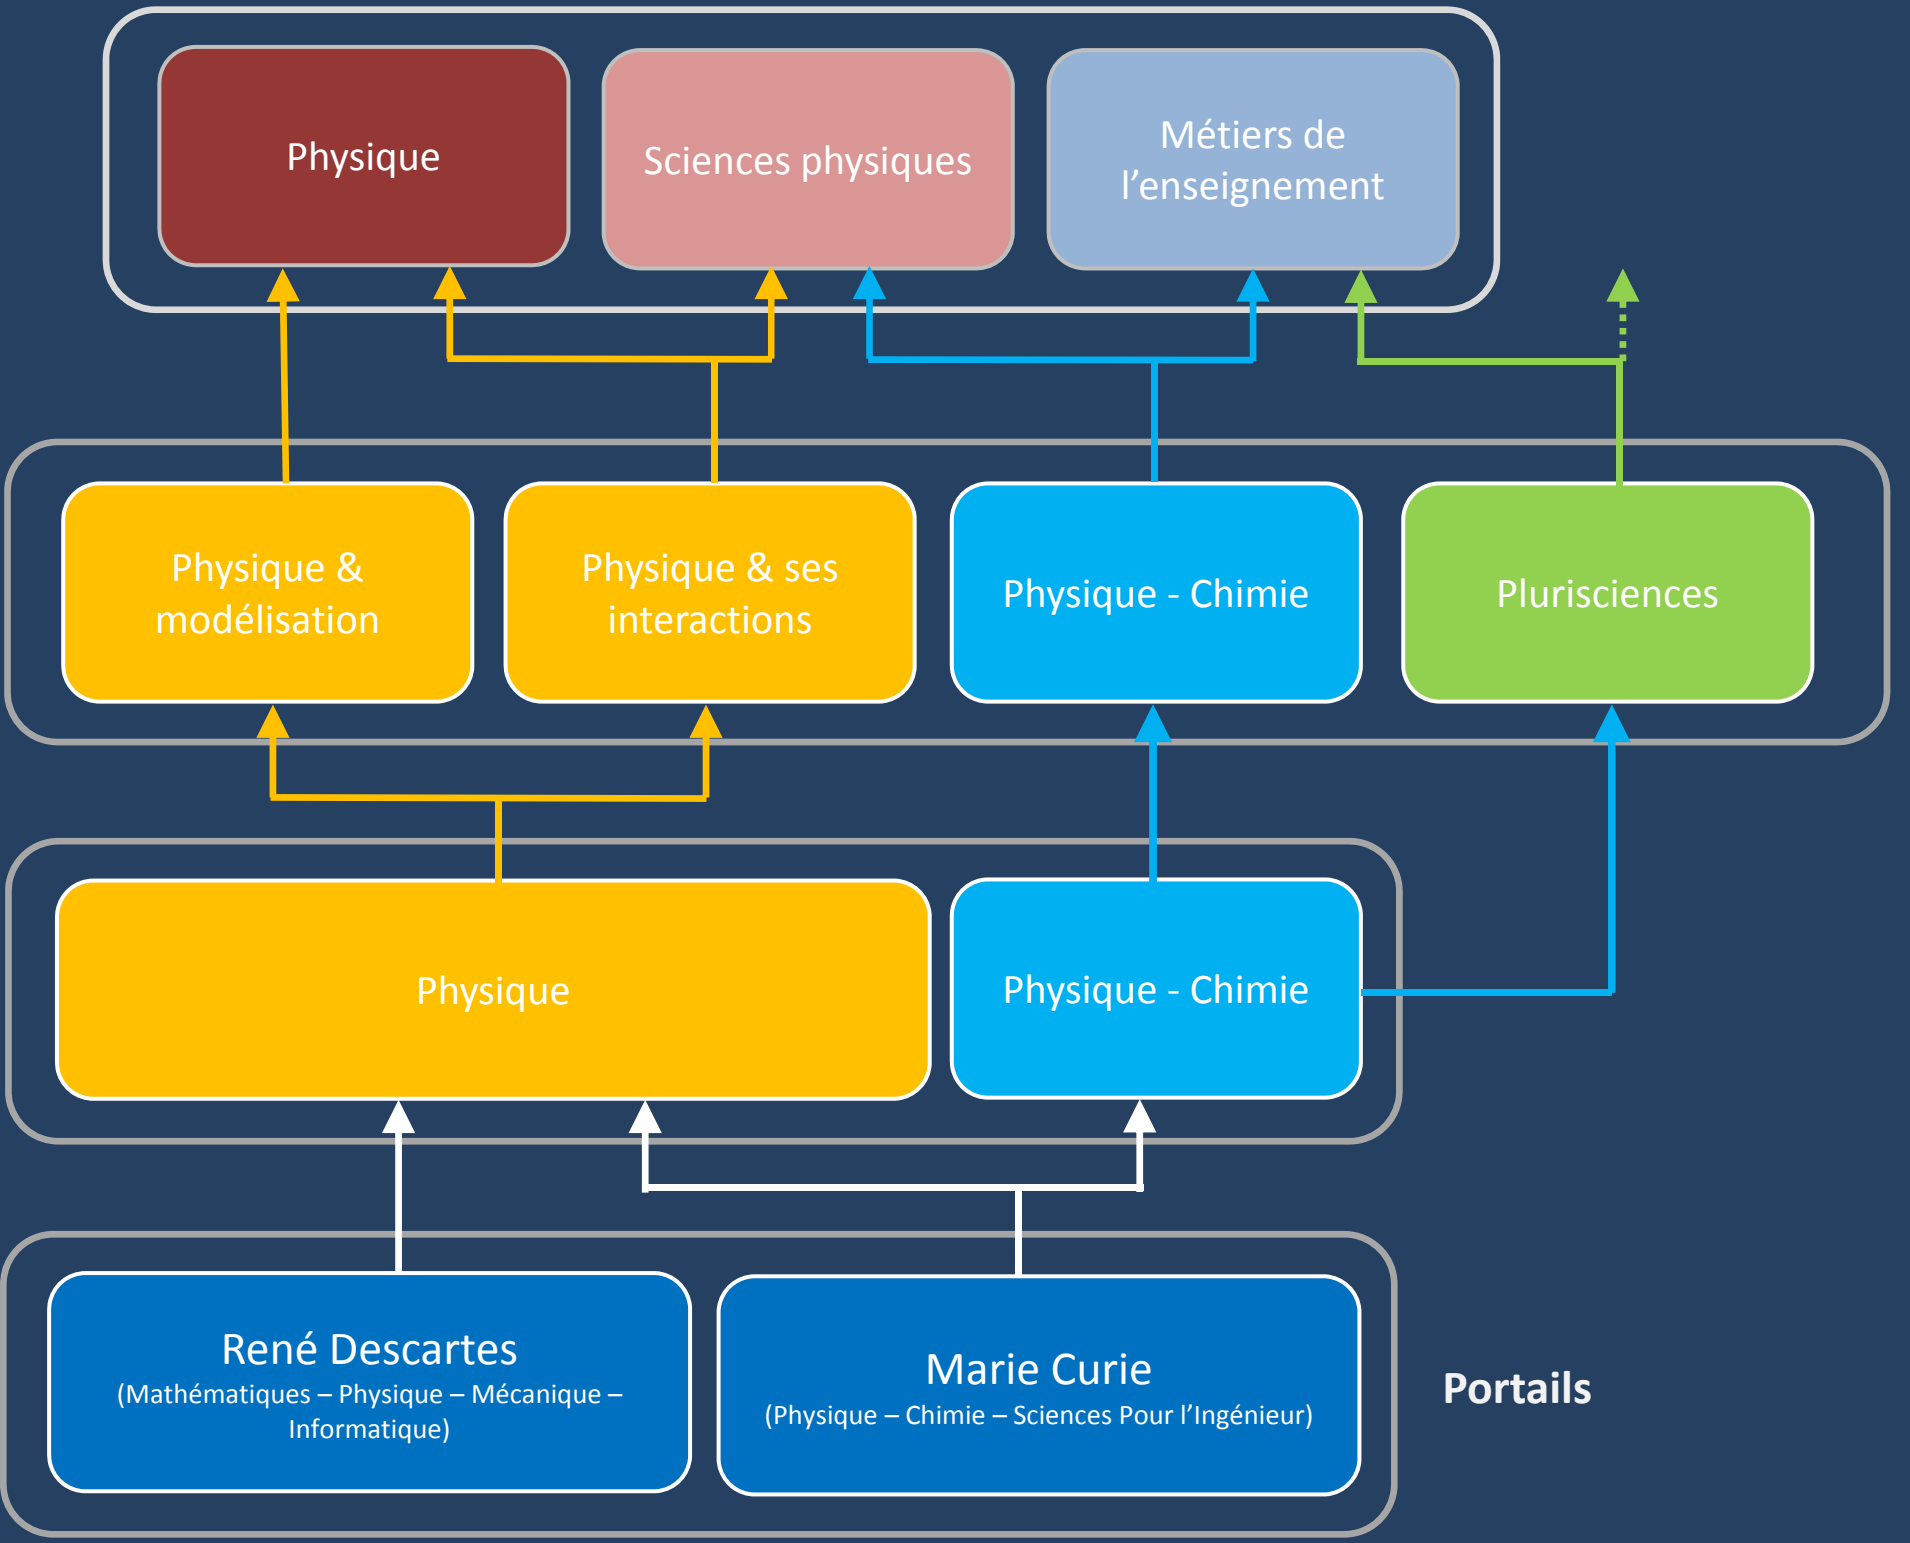 Physique
Sciences physiques
Métiers de
l’enseignement
Physique &
modélisation
Physique & ses
interactions
Physique - Chimie
Plurisciences
Physique
Physique - Chimie
René Descartes
(Mathématiques – Physique – Mécanique –
Informatique)
Marie Curie
(Physique – Chimie – Sciences Pour l’Ingénieur)
Portails